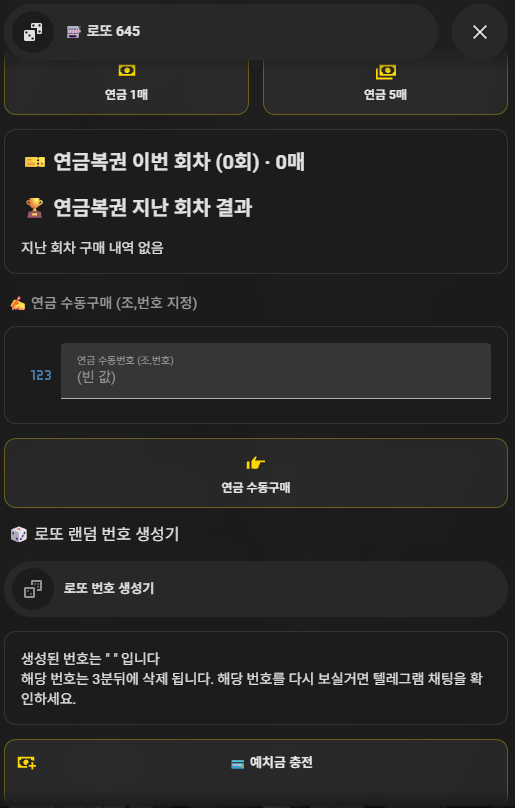 로또 645
연금 1매
연금 5매
연금복권 이번 회차 (0회) · 0매
연금복권 지난 회차 결과
지난 회차 구매 내역 없음
연금 수동구매 (조,번호 지정)
123
연금 수동번호 (조,번호)
(빈 값)
연금 수동구매
로또 랜덤 번호 생성기
로또 번호 생성기
생성된 번호는 " " 입니다
해당 번호는 3분뒤에 삭제 됩니다. 해당 번호를 다시 보실거면 텔레그램 채팅을 확
인하세요.
예치금 충전